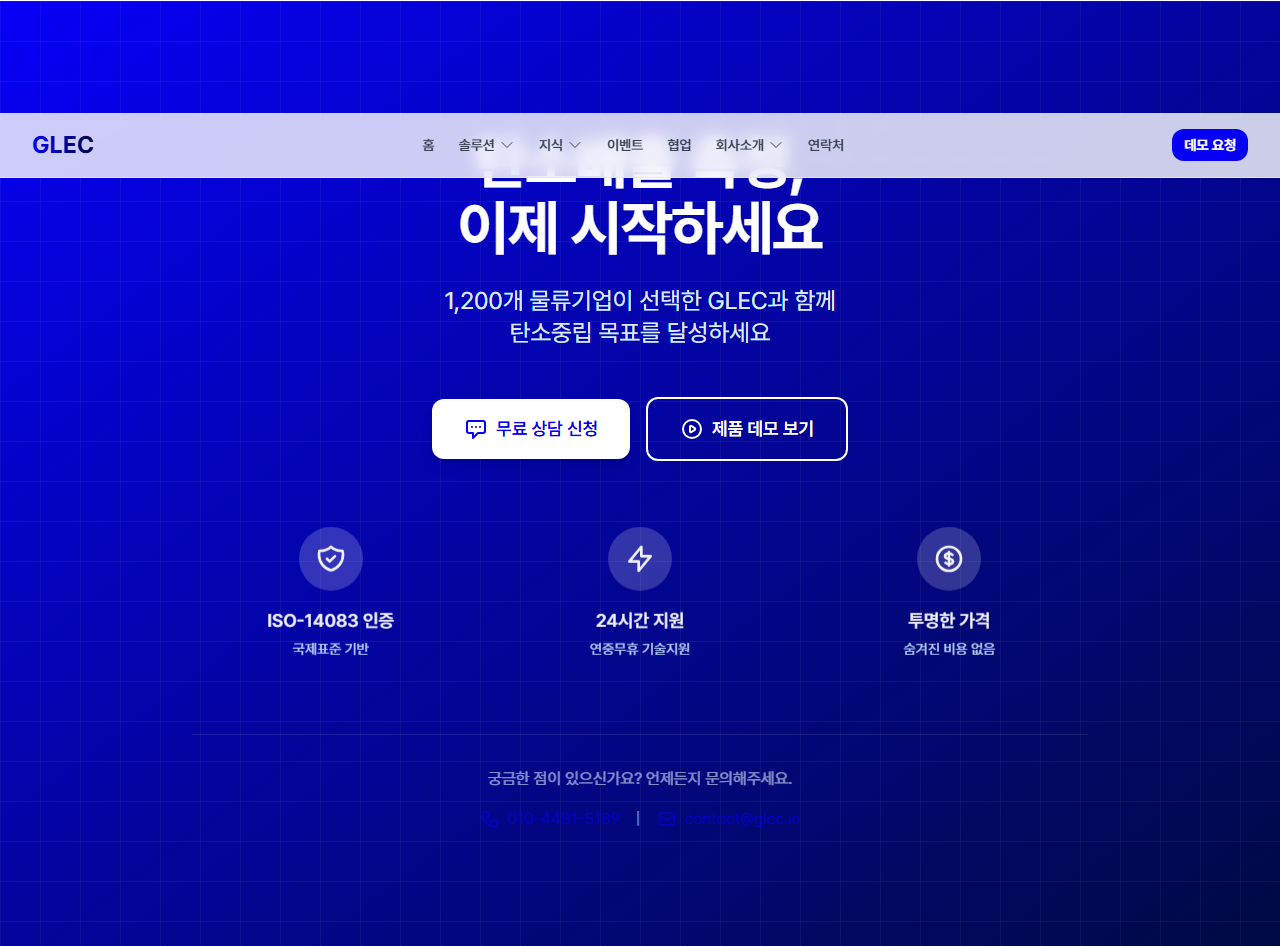 GLEC
홈
솔루션
지식
이벤트
협업
회사소개
연락처
데모 요청
탄소배출 측정,
이제 시작하세요
1,200개 물류기업이 선택한 GLEC과 함께
탄소중립 목표를 달성하세요
무료 상담 신청
제품 데모 보기
ISO-14083 인증
국제표준 기반
24시간 지원
연중무휴 기술지원
투명한 가격
숨겨진 비용 없음
궁금한 점이 있으신가요? 언제든지 문의해주세요.
010-4481-5189 | contact@glec.io